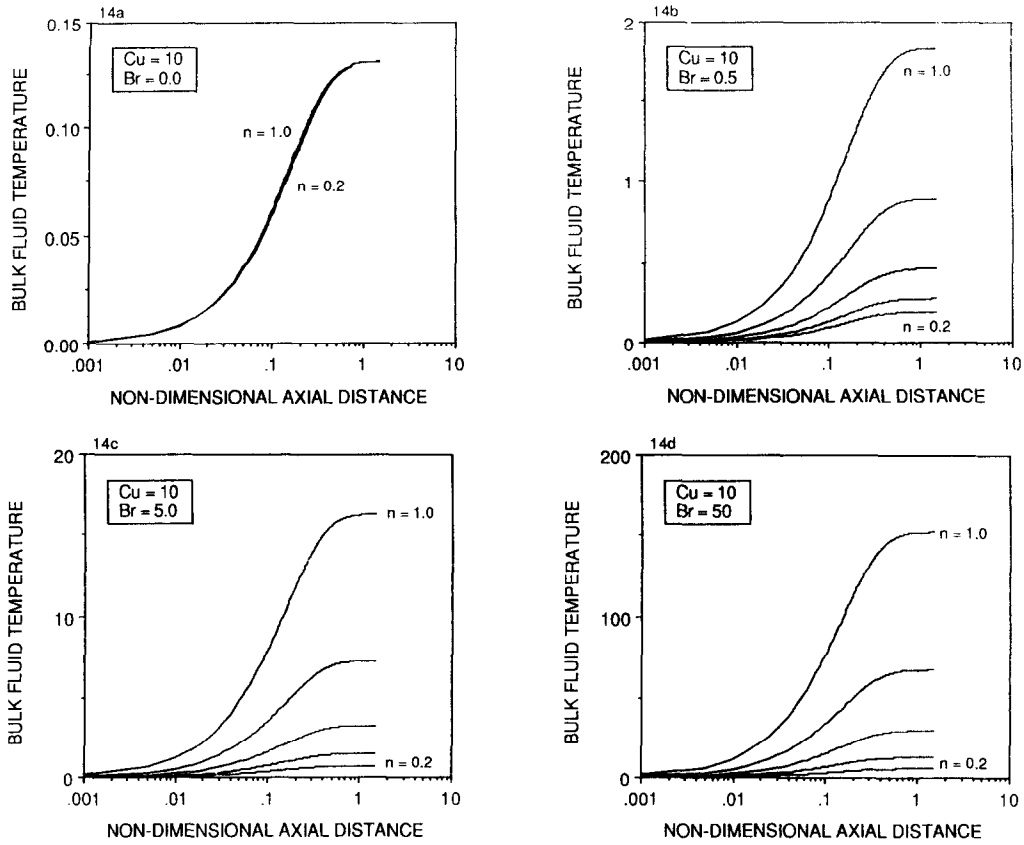 14a
BULK FLUID TEMPERATURE
0.15
0.10
0.05
0.00
Cu = 10
Br = 0.0
n = 1.0
n = 0.2
.001
.01
.1
1
10
NON-DIMENSIONAL AXIAL DISTANCE
14b
BULK FLUID TEMPERATURE
2
1
0
Cu = 10
Br = 0.5
n = 1.0
n = 0.2
.001
.01
.1
1
10
NON-DIMENSIONAL AXIAL DISTANCE
14c
BULK FLUID TEMPERATURE
20
10
0
Cu = 10
Br = 5.0
n = 1.0
n = 0.2
.001
.01
.1
1
10
NON-DIMENSIONAL AXIAL DISTANCE
14d
BULK FLUID TEMPERATURE
200
100
0
Cu = 10
Br = 50
n = 1.0
n = 0.2
.001
.01
.1
1
10
NON-DIMENSIONAL AXIAL DISTANCE